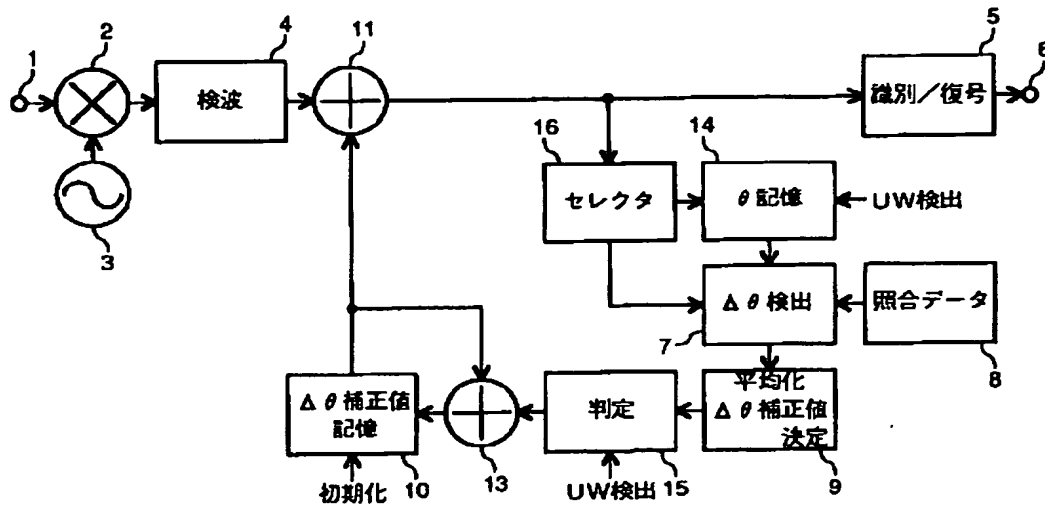 1
2
3
4
検波
11
5
識別／復号
6
16
セレクタ
14
θ記憶
UW検出
Δθ検出
7
照合データ
8
Δθ補正値
記憶
10
初期化
13
判定
15
UW検出
平均化
Δθ補正値
決定
9